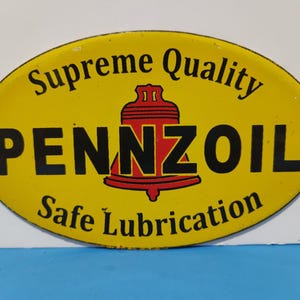 Supreme Quality
PENNZOIL
Safe Lubrication